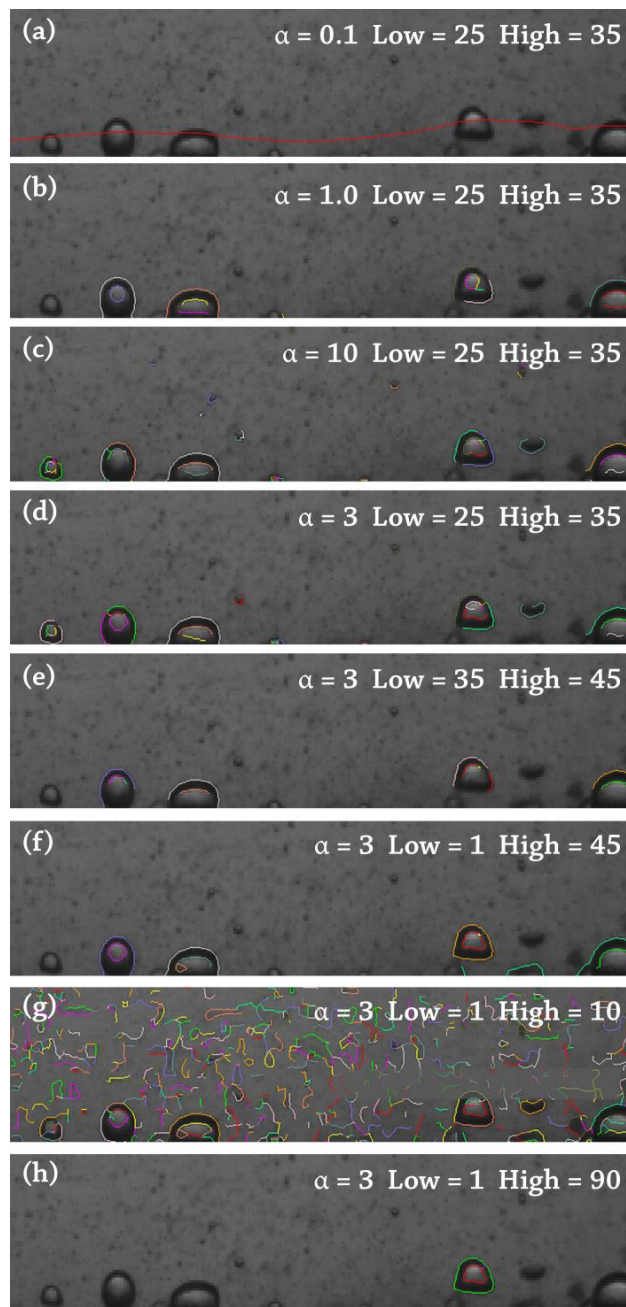 (a) α = 0.1 Low = 25 High = 35
(b) α = 1.0 Low = 25 High = 35
(c) α = 10 Low = 25 High = 35
(d) α = 3 Low = 25 High = 35
(e) α = 3 Low = 35 High = 45
(f) α = 3 Low = 1 High = 45
(g) α = 3 Low = 1 High = 10
(h) α = 3 Low = 1 High = 90